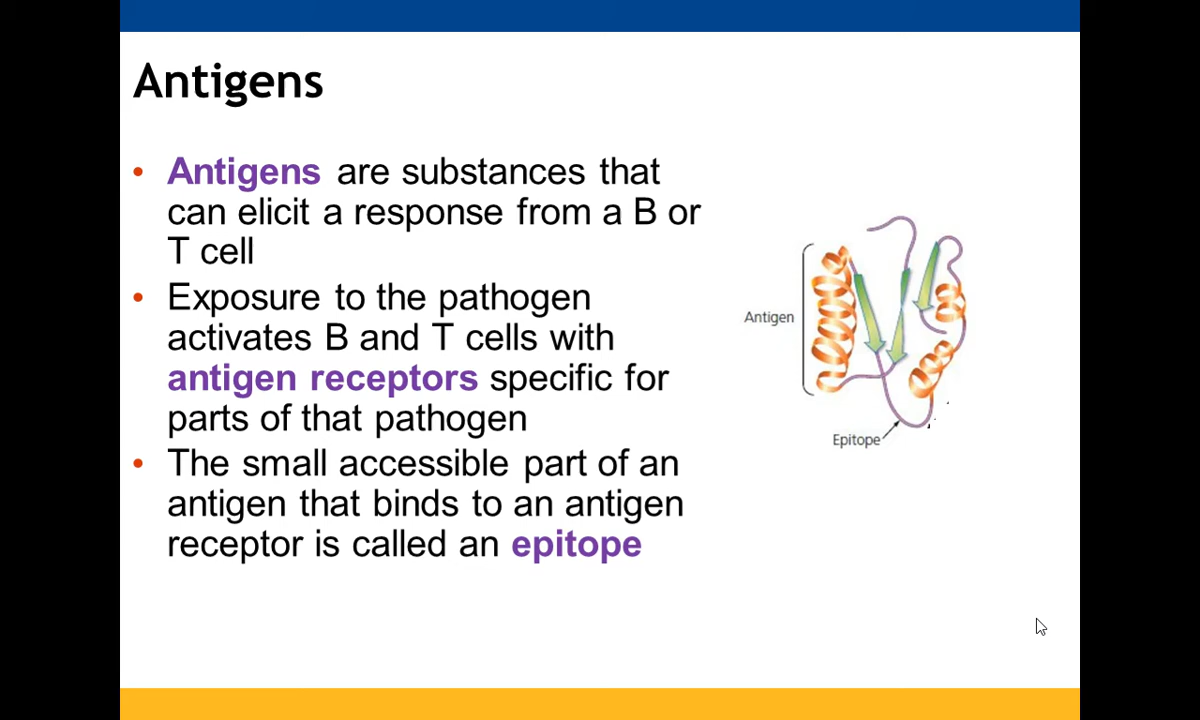 Antigens
• Antigens are substances that
can elicit a response from a B or
T cell
• Exposure to the pathogen
activates B and T cells with
antigen receptors specific for
parts of that pathogen
• The small accessible part of an
antigen that binds to an antigen
receptor is called an epitope
Antigen
Epitope